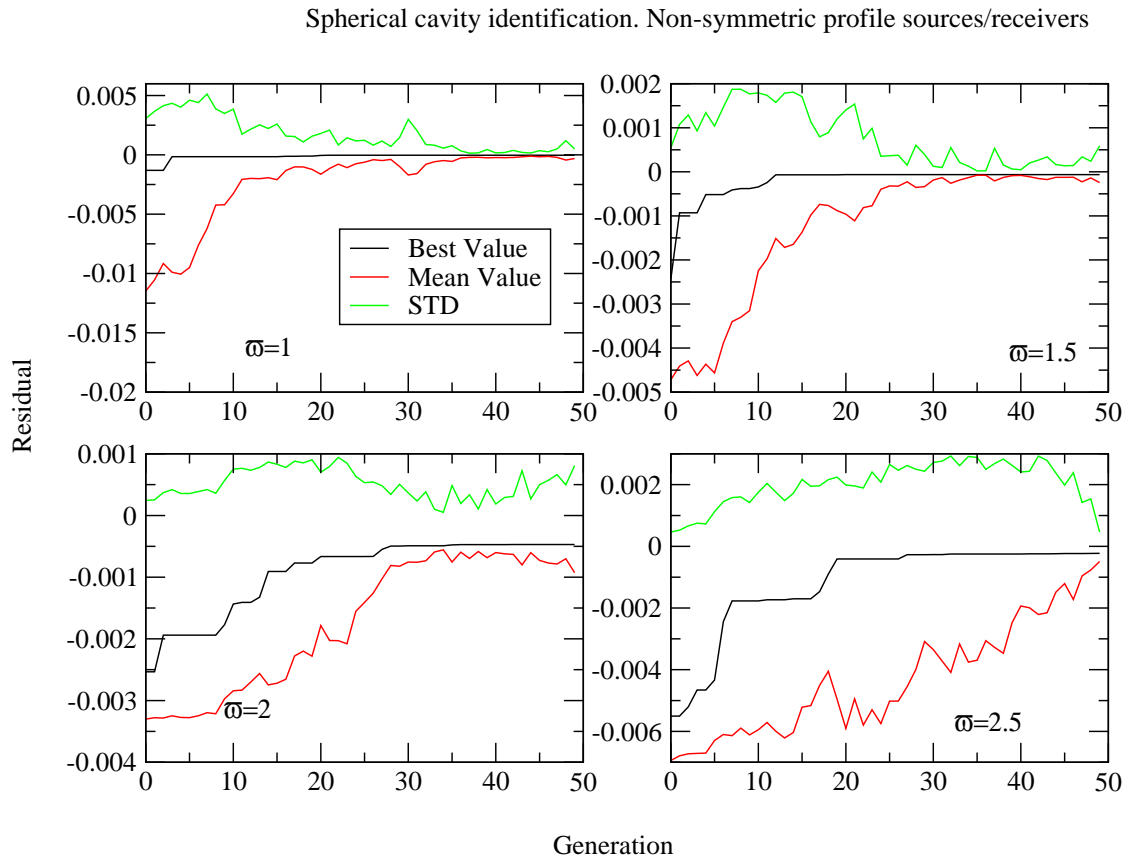 Spherical cavity identification. Non-symmetric profile sources/receivers
0.005
0
-0.005
-0.01
-0.015
-0.02
0 10 20 30 40 50
Best Value
Mean Value
STD
ϖ=1
0.002
0.001
0
-0.001
-0.002
-0.003
-0.004
-0.005
0 10 20 30 40 50
ϖ=1.5
Residual
0.001
0
-0.001
-0.002
-0.003
-0.004
0 10 20 30 40 50
ϖ=2
0.002
0
-0.002
-0.004
-0.006
0 10 20 30 40 50
ϖ=2.5
Generation